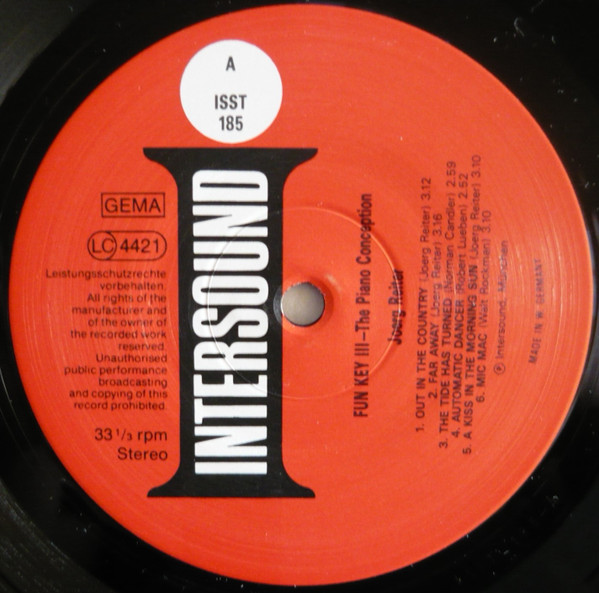 A
ISST
185
INTERSOUND
GEMA
LC 4421
Leistungsschutzrechte
vorbehalten.
All rights of the
manufacturer and
of the owner of
the recorded work
reserved.
Unauthorised
public performance
broadcasting
and copying of this
record prohibited.
33 1/3 rpm
Stereo
FUN KEY III—The Piano Conception
Joerg Reiter
1. OUT IN THE COUNTRY (Joerg Reiter) 3.12
2. FAR AWAY (Joerg Reiter) 3.16
3. THE TIDE HAS TURNED (Norman Candler) 2.59
4. AUTOMATIC DANCER (Robert Lueben) 2.52
5. A KISS IN THE MORNING SUN (Joerg Reiter) 3.10
6. MIC MAC (Walt Rockman) 3.10
Ⓟ Intersound, München
MADE IN W. GERMANY